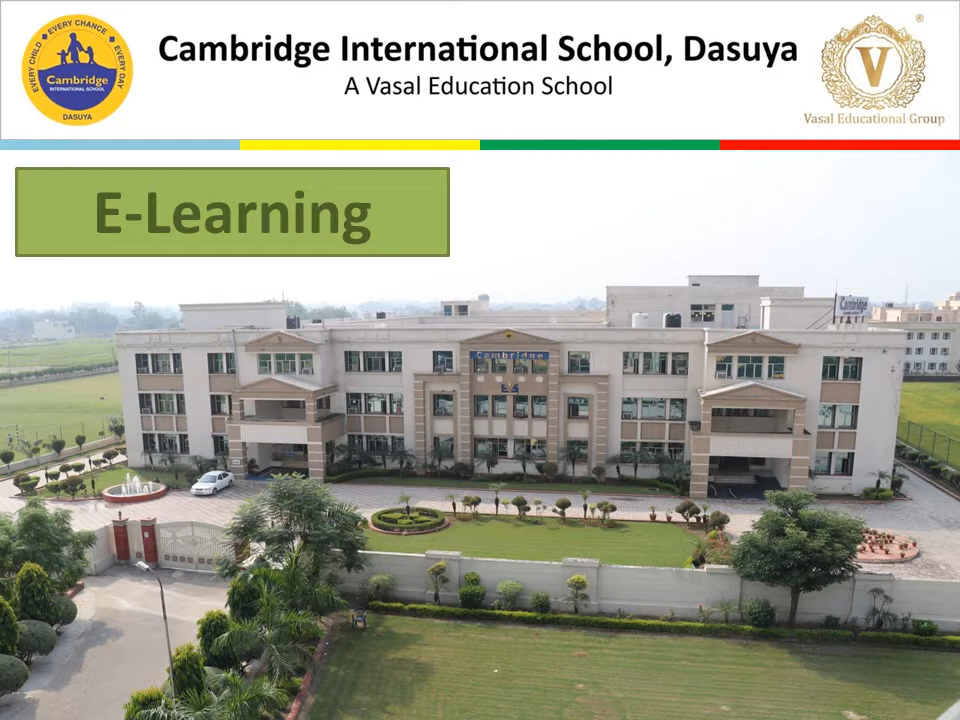 EVERY CHILD • EVERY CHANCE • EVERY DAY
Cambridge
INTERNATIONAL SCHOOL
DASUYA
Cambridge International School, Dasuya
A Vasal Education School
V
®
Vasal Educational Group
E-Learning
Cambridge
Cambridge